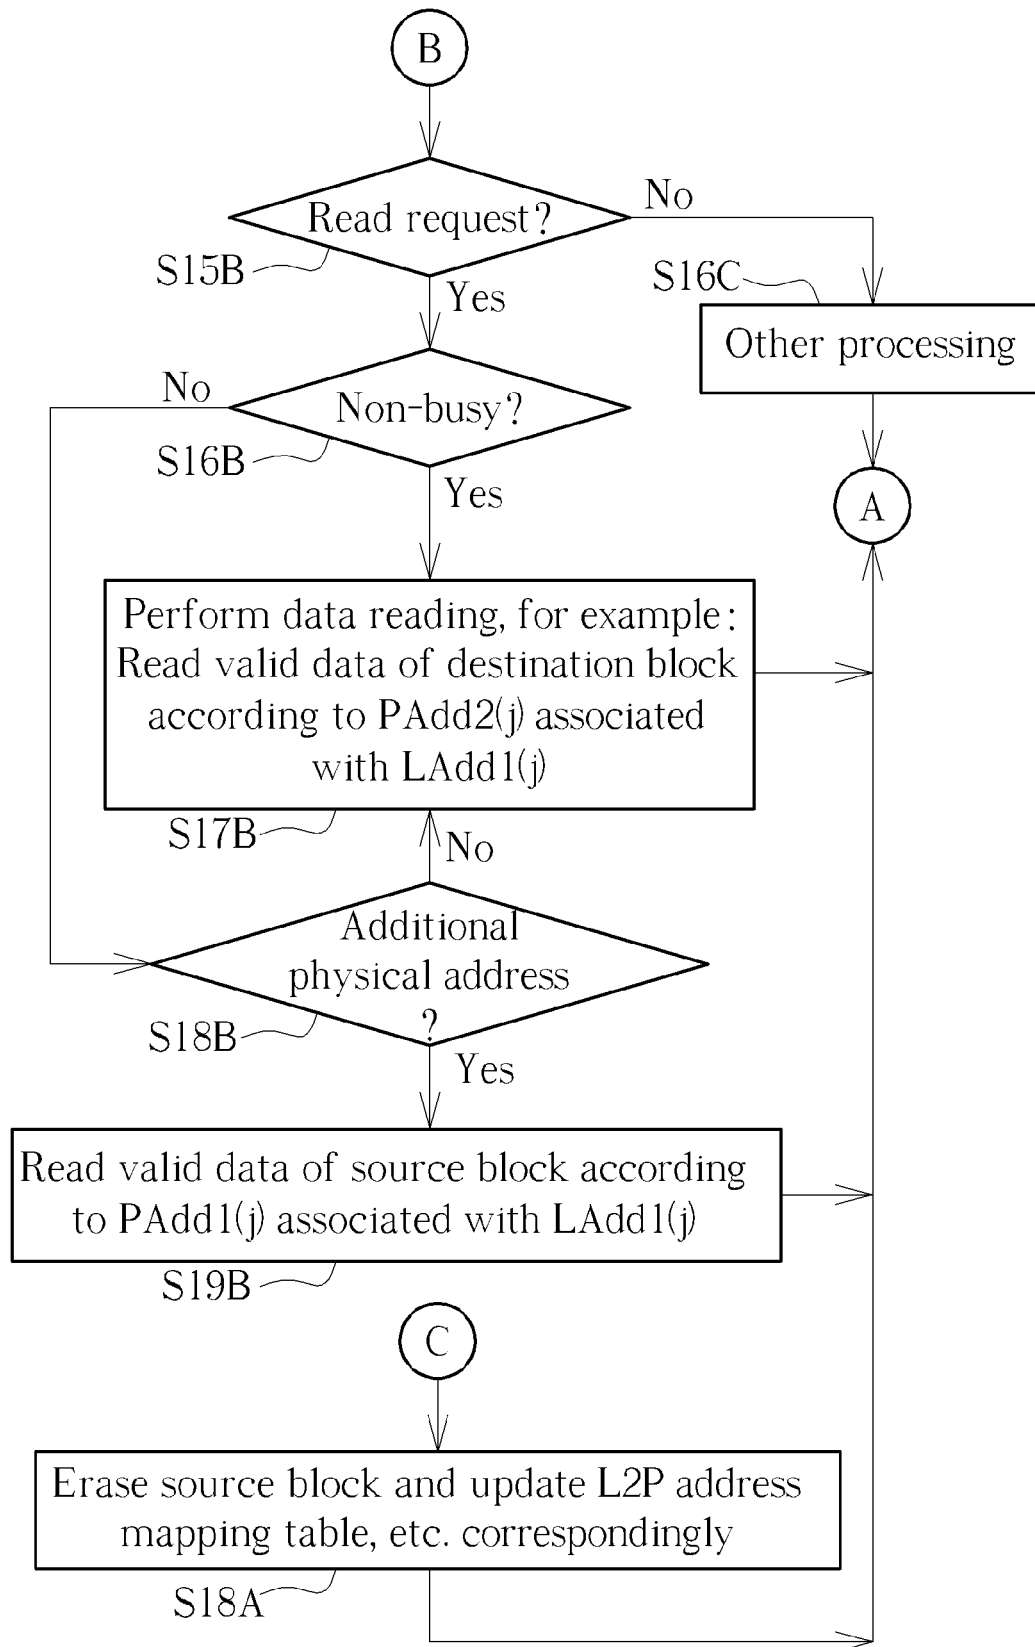 B
Read request?
No
S15B
Yes
S16C
Other processing
No
Non-busy?
S16B
Yes
A
Perform data reading, for example:
Read valid data of destination block
according to PAdd2(j) associated
with LAdd1(j)
S17B
No
Additional
physical address
?
S18B
Yes
Read valid data of source block according
to PAdd1(j) associated with LAdd1(j)
S19B
C
Erase source block and update L2P address
mapping table, etc. correspondingly
S18A